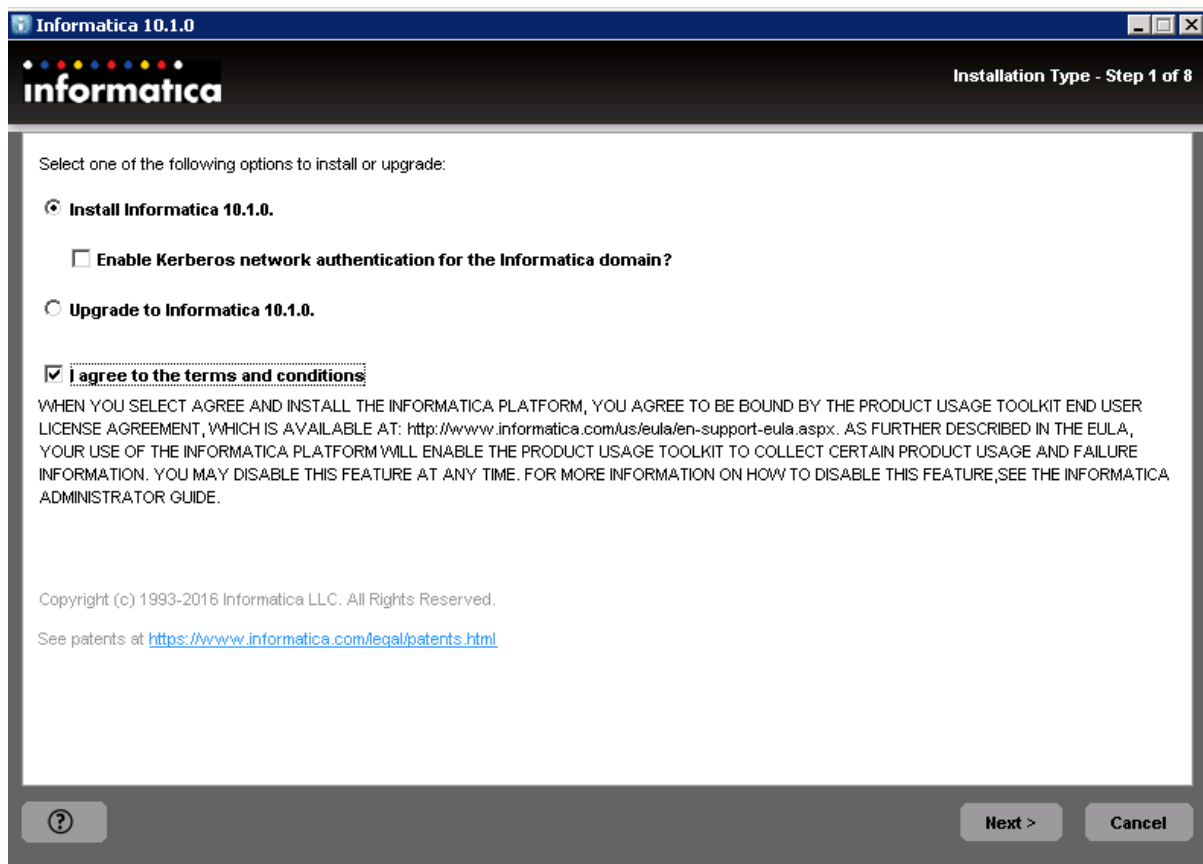 Informatica 10.1.0
informatica
Installation Type - Step 1 of 8
Select one of the following options to install or upgrade:
Install Informatica 10.1.0.
Enable Kerberos network authentication for the Informatica domain?
Upgrade to Informatica 10.1.0.
I agree to the terms and conditions
WHEN YOU SELECT AGREE AND INSTALL THE INFORMATICA PLATFORM, YOU AGREE TO BE BOUND BY THE PRODUCT USAGE TOOLKIT END USER
LICENSE AGREEMENT, WHICH IS AVAILABLE AT: http://www.informatica.com/us/eula/en-support-eula.aspx. AS FURTHER DESCRIBED IN THE EULA,
YOUR USE OF THE INFORMATICA PLATFORM WILL ENABLE THE PRODUCT USAGE TOOLKIT TO COLLECT CERTAIN PRODUCT USAGE AND FAILURE
INFORMATION. YOU MAY DISABLE THIS FEATURE AT ANY TIME. FOR MORE INFORMATION ON HOW TO DISABLE THIS FEATURE,SEE THE INFORMATICA
ADMINISTRATOR GUIDE.
Copyright (c) 1993-2016 Informatica LLC. All Rights Reserved.
See patents at https://www.informatica.com/legal/patents.html
?
Next >
Cancel